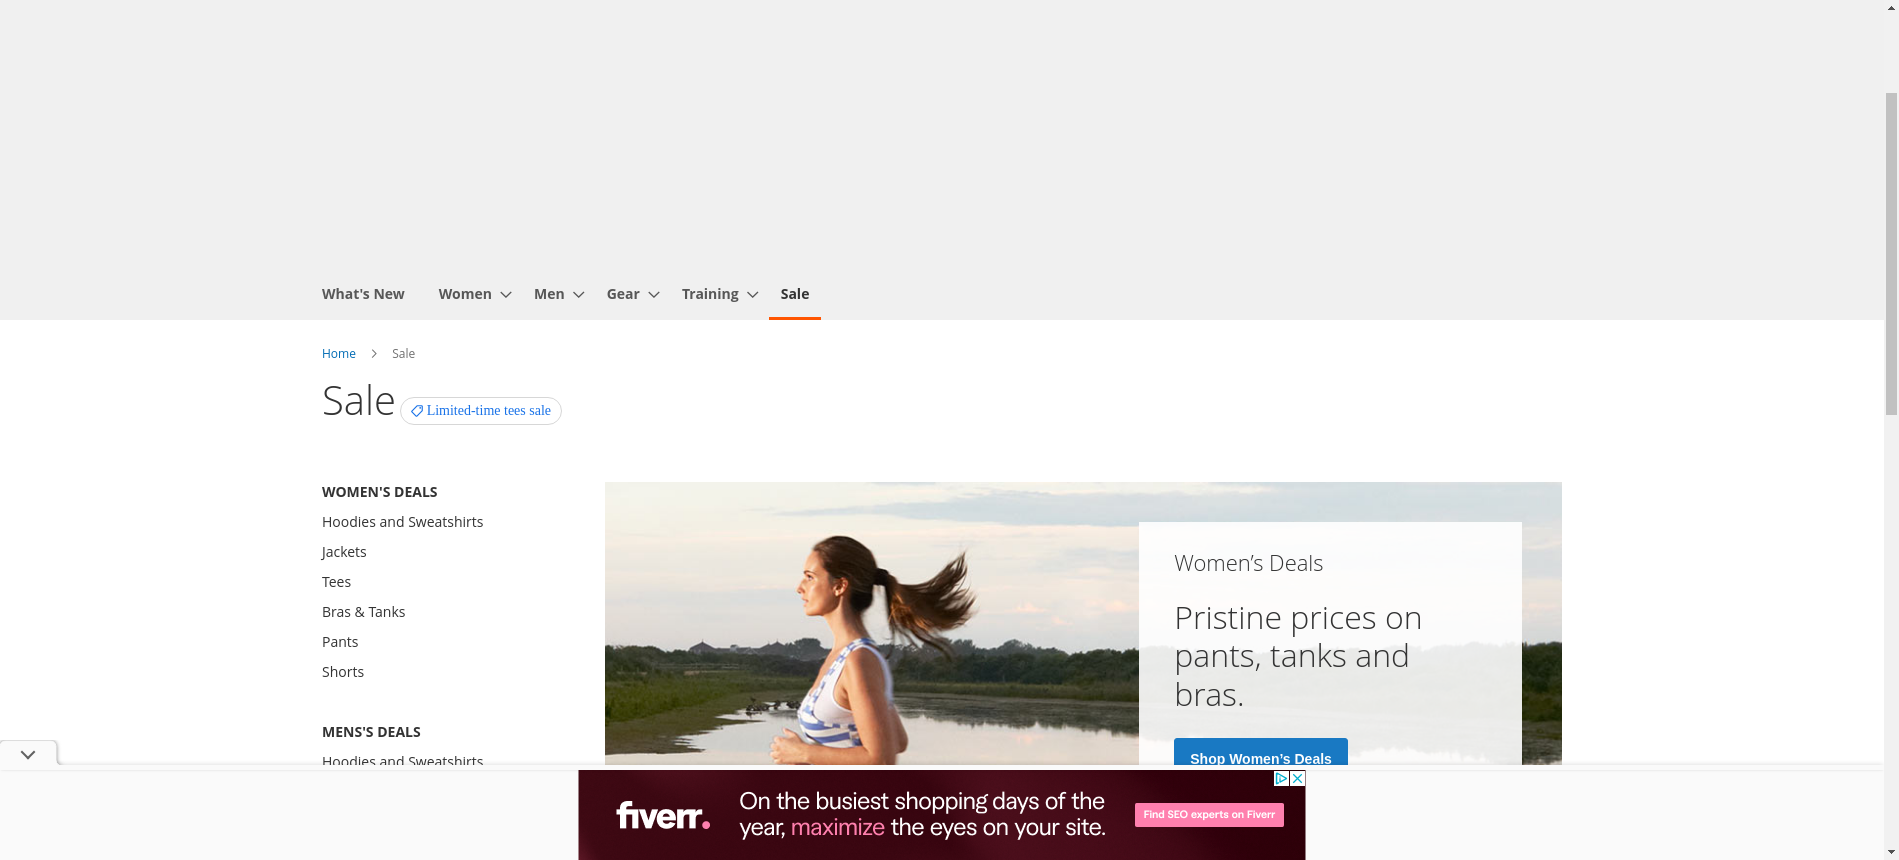 What's New Women Men Gear Training Sale
Home Sale
Sale Limited-time tees sale
WOMEN'S DEALS
Hoodies and Sweatshirts
Jackets
Tees
Bras & Tanks
Pants
Shorts
MENS'S DEALS
Hoodies and Sweatshirts
Women’s Deals
Pristine prices on
pants, tanks and
bras.
Shop Women’s Deals
fiverr.
On the busiest shopping days of the
year, maximize the eyes on your site.
Find SEO experts on Fiverr